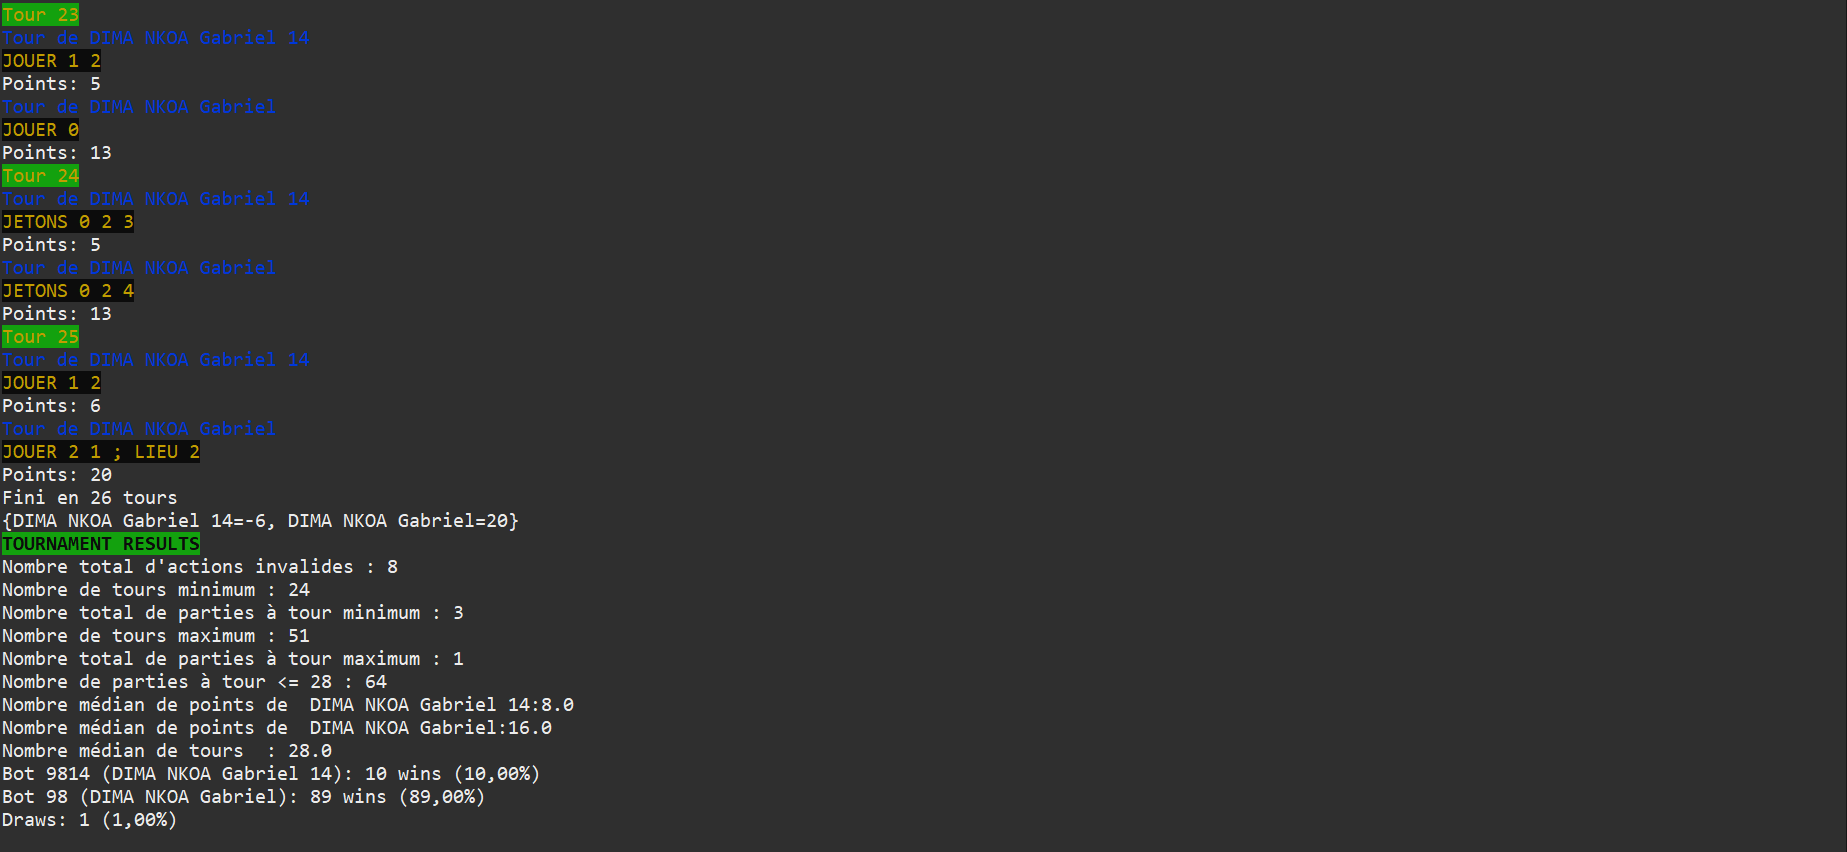 Tour 23
Tour de DIMA NKOA Gabriel 14
JOUER 1 2
Points: 5
Tour de DIMA NKOA Gabriel
JOUER 0
Points: 13
Tour 24
Tour de DIMA NKOA Gabriel 14
JETONS 0 2 3
Points: 5
Tour de DIMA NKOA Gabriel
JETONS 0 2 4
Points: 13
Tour 25
Tour de DIMA NKOA Gabriel 14
JOUER 1 2
Points: 6
Tour de DIMA NKOA Gabriel
JOUER 2 1 ; LIEU 2
Points: 20
Fini en 26 tours
{DIMA NKOA Gabriel 14=-6, DIMA NKOA Gabriel=20}
TOURNAMENT RESULTS
Nombre total d'actions invalides : 8
Nombre de tours minimum : 24
Nombre total de parties à tour minimum : 3
Nombre de tours maximum : 51
Nombre total de parties à tour maximum : 1
Nombre de parties à tour <= 28 : 64
Nombre médian de points de  DIMA NKOA Gabriel 14:8.0
Nombre médian de points de  DIMA NKOA Gabriel:16.0
Nombre médian de tours  : 28.0
Bot 9814 (DIMA NKOA Gabriel 14): 10 wins (10,00%)
Bot 98 (DIMA NKOA Gabriel): 89 wins (89,00%)
Draws: 1 (1,00%)